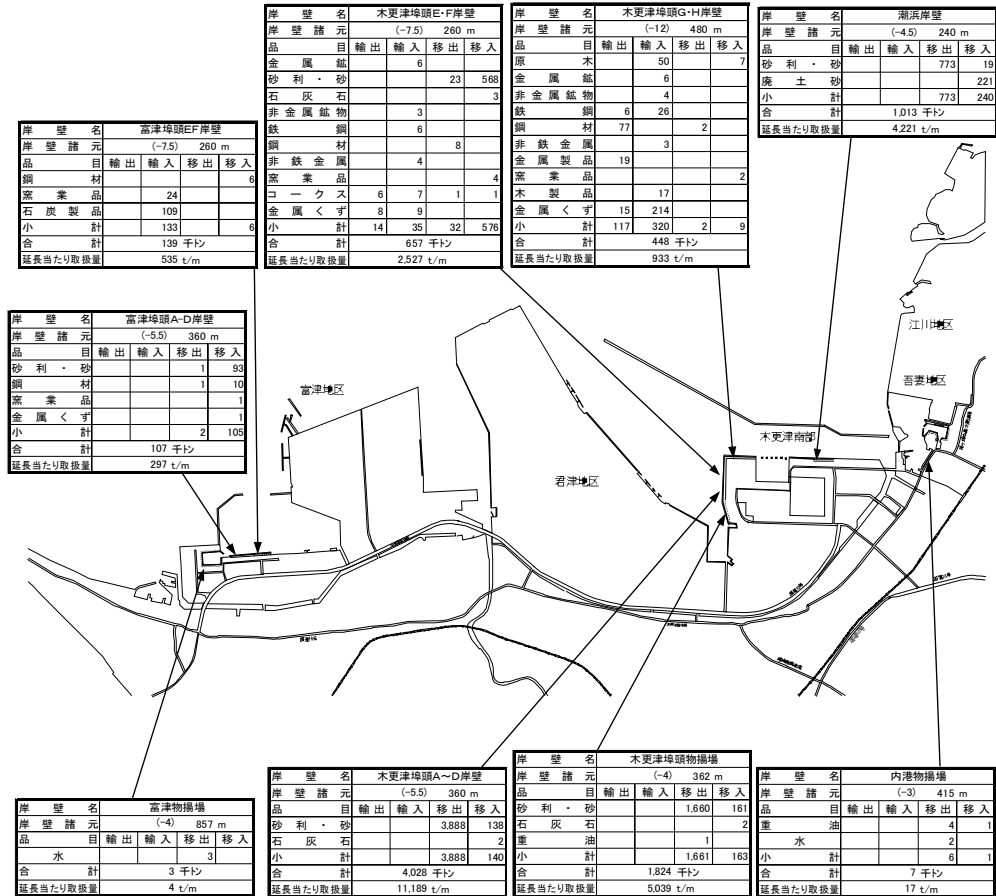 岸壁名 木更津埠頭E・F岸壁
岸壁諸元 (-7.5) 260 m
品目 輸出 輸入 移出 移入
金属鉱 6
砂利・砂 23 568
石灰石 3
非金属鉱物 3
鉄鋼 6
鋼材 8
非鉄金属 4
窯業品 4
コークス 6 7 1 1
金属くず 8 9
小計 14 35 32 576
合計 657 千トン
延長当たり取扱量 2,527 t/m
岸壁名 木更津埠頭G・H岸壁
岸壁諸元 (-12) 480 m
品目 輸出 輸入 移出 移入
原木 50 7
金属鉱 6
非金属鉱物 4
鉄鋼 6 26
鋼材 77 2
非鉄金属 3
金属製品 19
窯業品 2
木製品 17
金属くず 15 214
小計 117 320 2 9
合計 448 千トン
延長当たり取扱量 933 t/m
岸壁名 潮浜岸壁
岸壁諸元 (-4.5) 240 m
品目 輸出 輸入 移出 移入
砂利・砂 773 19
廃土砂 221
小計 773 240
合計 1,013 千トン
延長当たり取扱量 4,221 t/m
岸壁名 富津埠頭EF岸壁
岸壁諸元 (-7.5) 260 m
品目 輸出 輸入 移出 移入
鋼材 6
窯業品 24
石炭製品 109
小計 133 6
合計 139 千トン
延長当たり取扱量 535 t/m
岸壁名 富津埠頭A-D岸壁
岸壁諸元 (-5.5) 360 m
品目 輸出 輸入 移出 移入
砂利・砂 1 93
鋼材 1 10
窯業品 1
金属くず 1
小計 2 105
合計 107 千トン
延長当たり取扱量 297 t/m
江川地区
吾妻地区
富津地区
木更津南部
君津地区
岸壁名 富津物揚場
岸壁諸元 (-4) 857 m
品目 輸出 輸入 移出 移入
水 3
合計 3 千トン
延長当たり取扱量 4 t/m
岸壁名 木更津埠頭A～D岸壁
岸壁諸元 (-5.5) 360 m
品目 輸出 輸入 移出 移入
砂利・砂 3,888 138
石灰石 2
小計 3,888 140
合計 4,028 千トン
延長当たり取扱量 11,189 t/m
岸壁名 木更津埠頭物揚場
岸壁諸元 (-4) 362 m
品目 輸出 輸入 移出 移入
砂利・砂 1,660 161
石灰石 2
重油 1
小計 1,661 163
合計 1,824 千トン
延長当たり取扱量 5,039 t/m
岸壁名 内港物揚場
岸壁諸元 (-3) 415 m
品目 輸出 輸入 移出 移入
重油 4 1
水 2
小計 6 1
合計 7 千トン
延長当たり取扱量 17 t/m